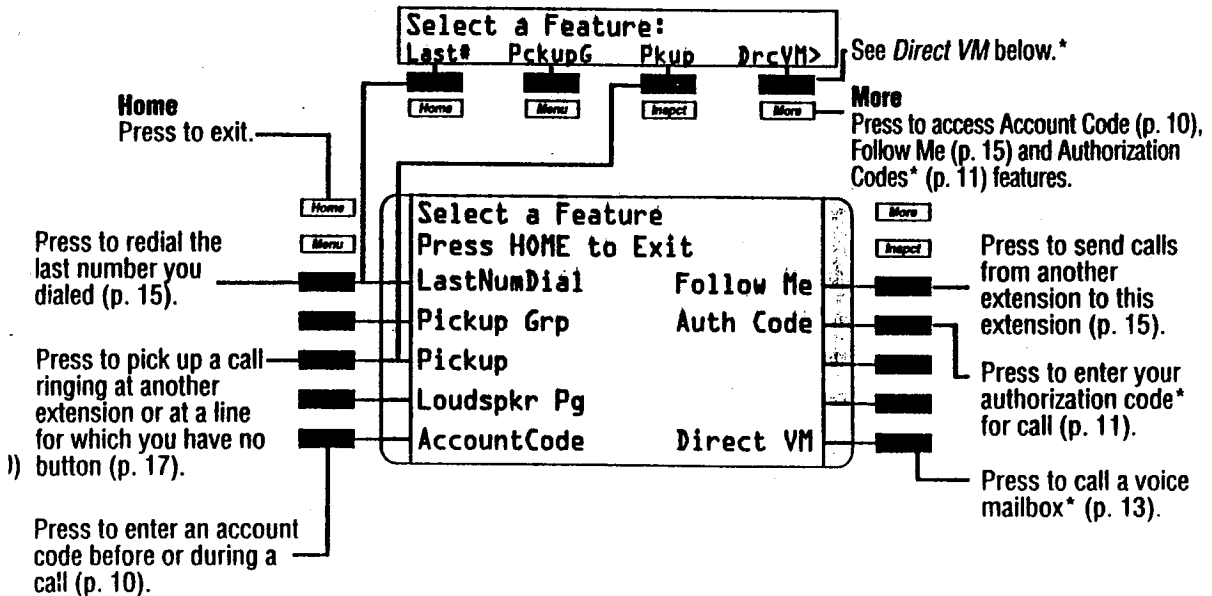 Select a Feature:
Last# PckupG Pkup DrcVM>
See Direct VM below.*
Home Menu Inspct More
Home
Press to exit.
More
Press to access Account Code (p. 10),
Follow Me (p. 15) and Authorization
Codes* (p. 11) features.
Home
Menu
Select a Feature
Press HOME to Exit
LastNumDial Follow Me
Pickup Grp Auth Code
Pickup
Loudspkr Pg
AccountCode Direct VM
More
Inspct
Press to redial the
last number you
dialed (p. 15).
Press to pick up a call
ringing at another
extension or at a line
for which you have no
)) button (p. 17).
Press to enter an account
code before or during a
call (p. 10).
Press to send calls
from another
extension to this
extension (p. 15).
Press to enter your
authorization code*
for call (p. 11).
Press to call a voice
mailbox* (p. 13).